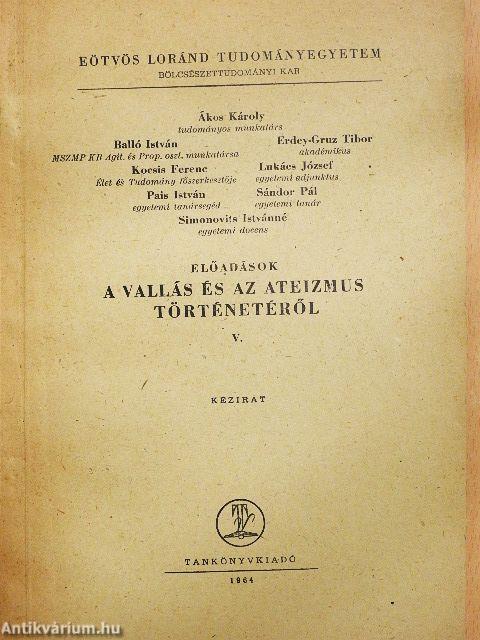 EÖTVÖS LORÁND TUDOMÁNYEGYETEM
BÖLCSÉSZETTUDOMÁNYI KAR
Ákos Károly
tudományos munkatárs
Balló István
MSZMP KB Agit. és Prop. oszt. munkatársa
Erdey-Gruz Tibor
akadémikus
Kocsis Ferenc
Élet és Tudomány főszerkesztője
Lukács József
egyetemi adjunktus
Pais István
egyetemi tanársegéd
Sándor Pál
egyetemi tanár
Simonovits Istvánné
egyetemi docens
ELŐADÁSOK
A VALLÁS ÉS AZ ATEIZMUS
TÖRTÉNETÉRŐL
V.
KÉZIRAT
TANKÖNYVKIADÓ
1964
Antikvárium.hu